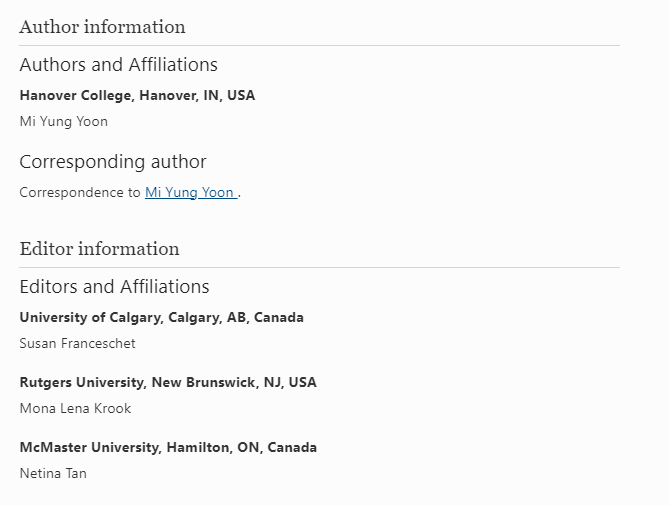 Author information
Authors and Affiliations
Hanover College, Hanover, IN, USA
Mi Yung Yoon
Corresponding author
Correspondence to Mi Yung Yoon .
Editor information
Editors and Affiliations
University of Calgary, Calgary, AB, Canada
Susan Franceschet
Rutgers University, New Brunswick, NJ, USA
Mona Lena Krook
McMaster University, Hamilton, ON, Canada
Netina Tan